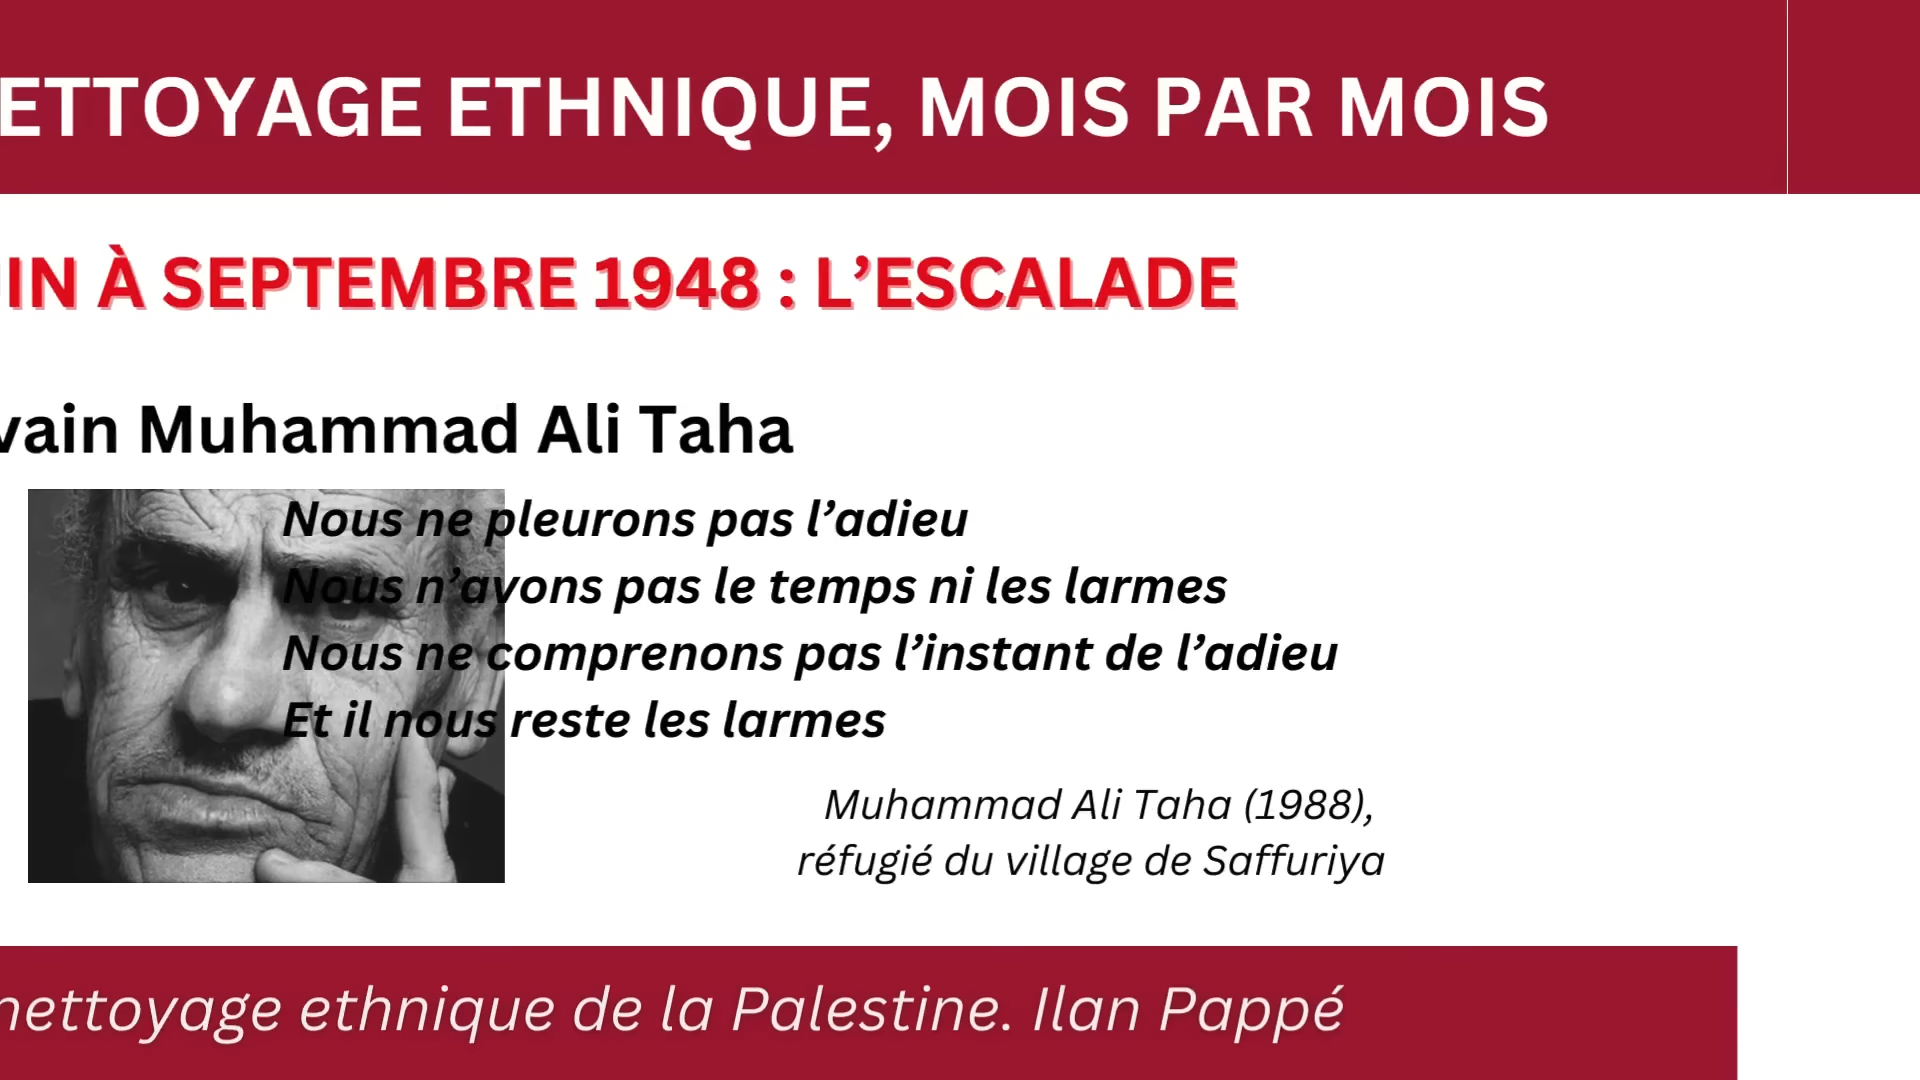 ETTOYAGE ETHNIQUE, MOIS PAR MOIS
IN À SEPTEMBRE 1948 : L’ESCALADE
vain Muhammad Ali Taha
Nous ne pleurons pas l’adieu
Nous n’avons pas le temps ni les larmes
Nous ne comprenons pas l’instant de l’adieu
Et il nous reste les larmes
Muhammad Ali Taha (1988),
réfugié du village de Saffuriya
nettoyage ethnique de la Palestine. Ilan Pappé